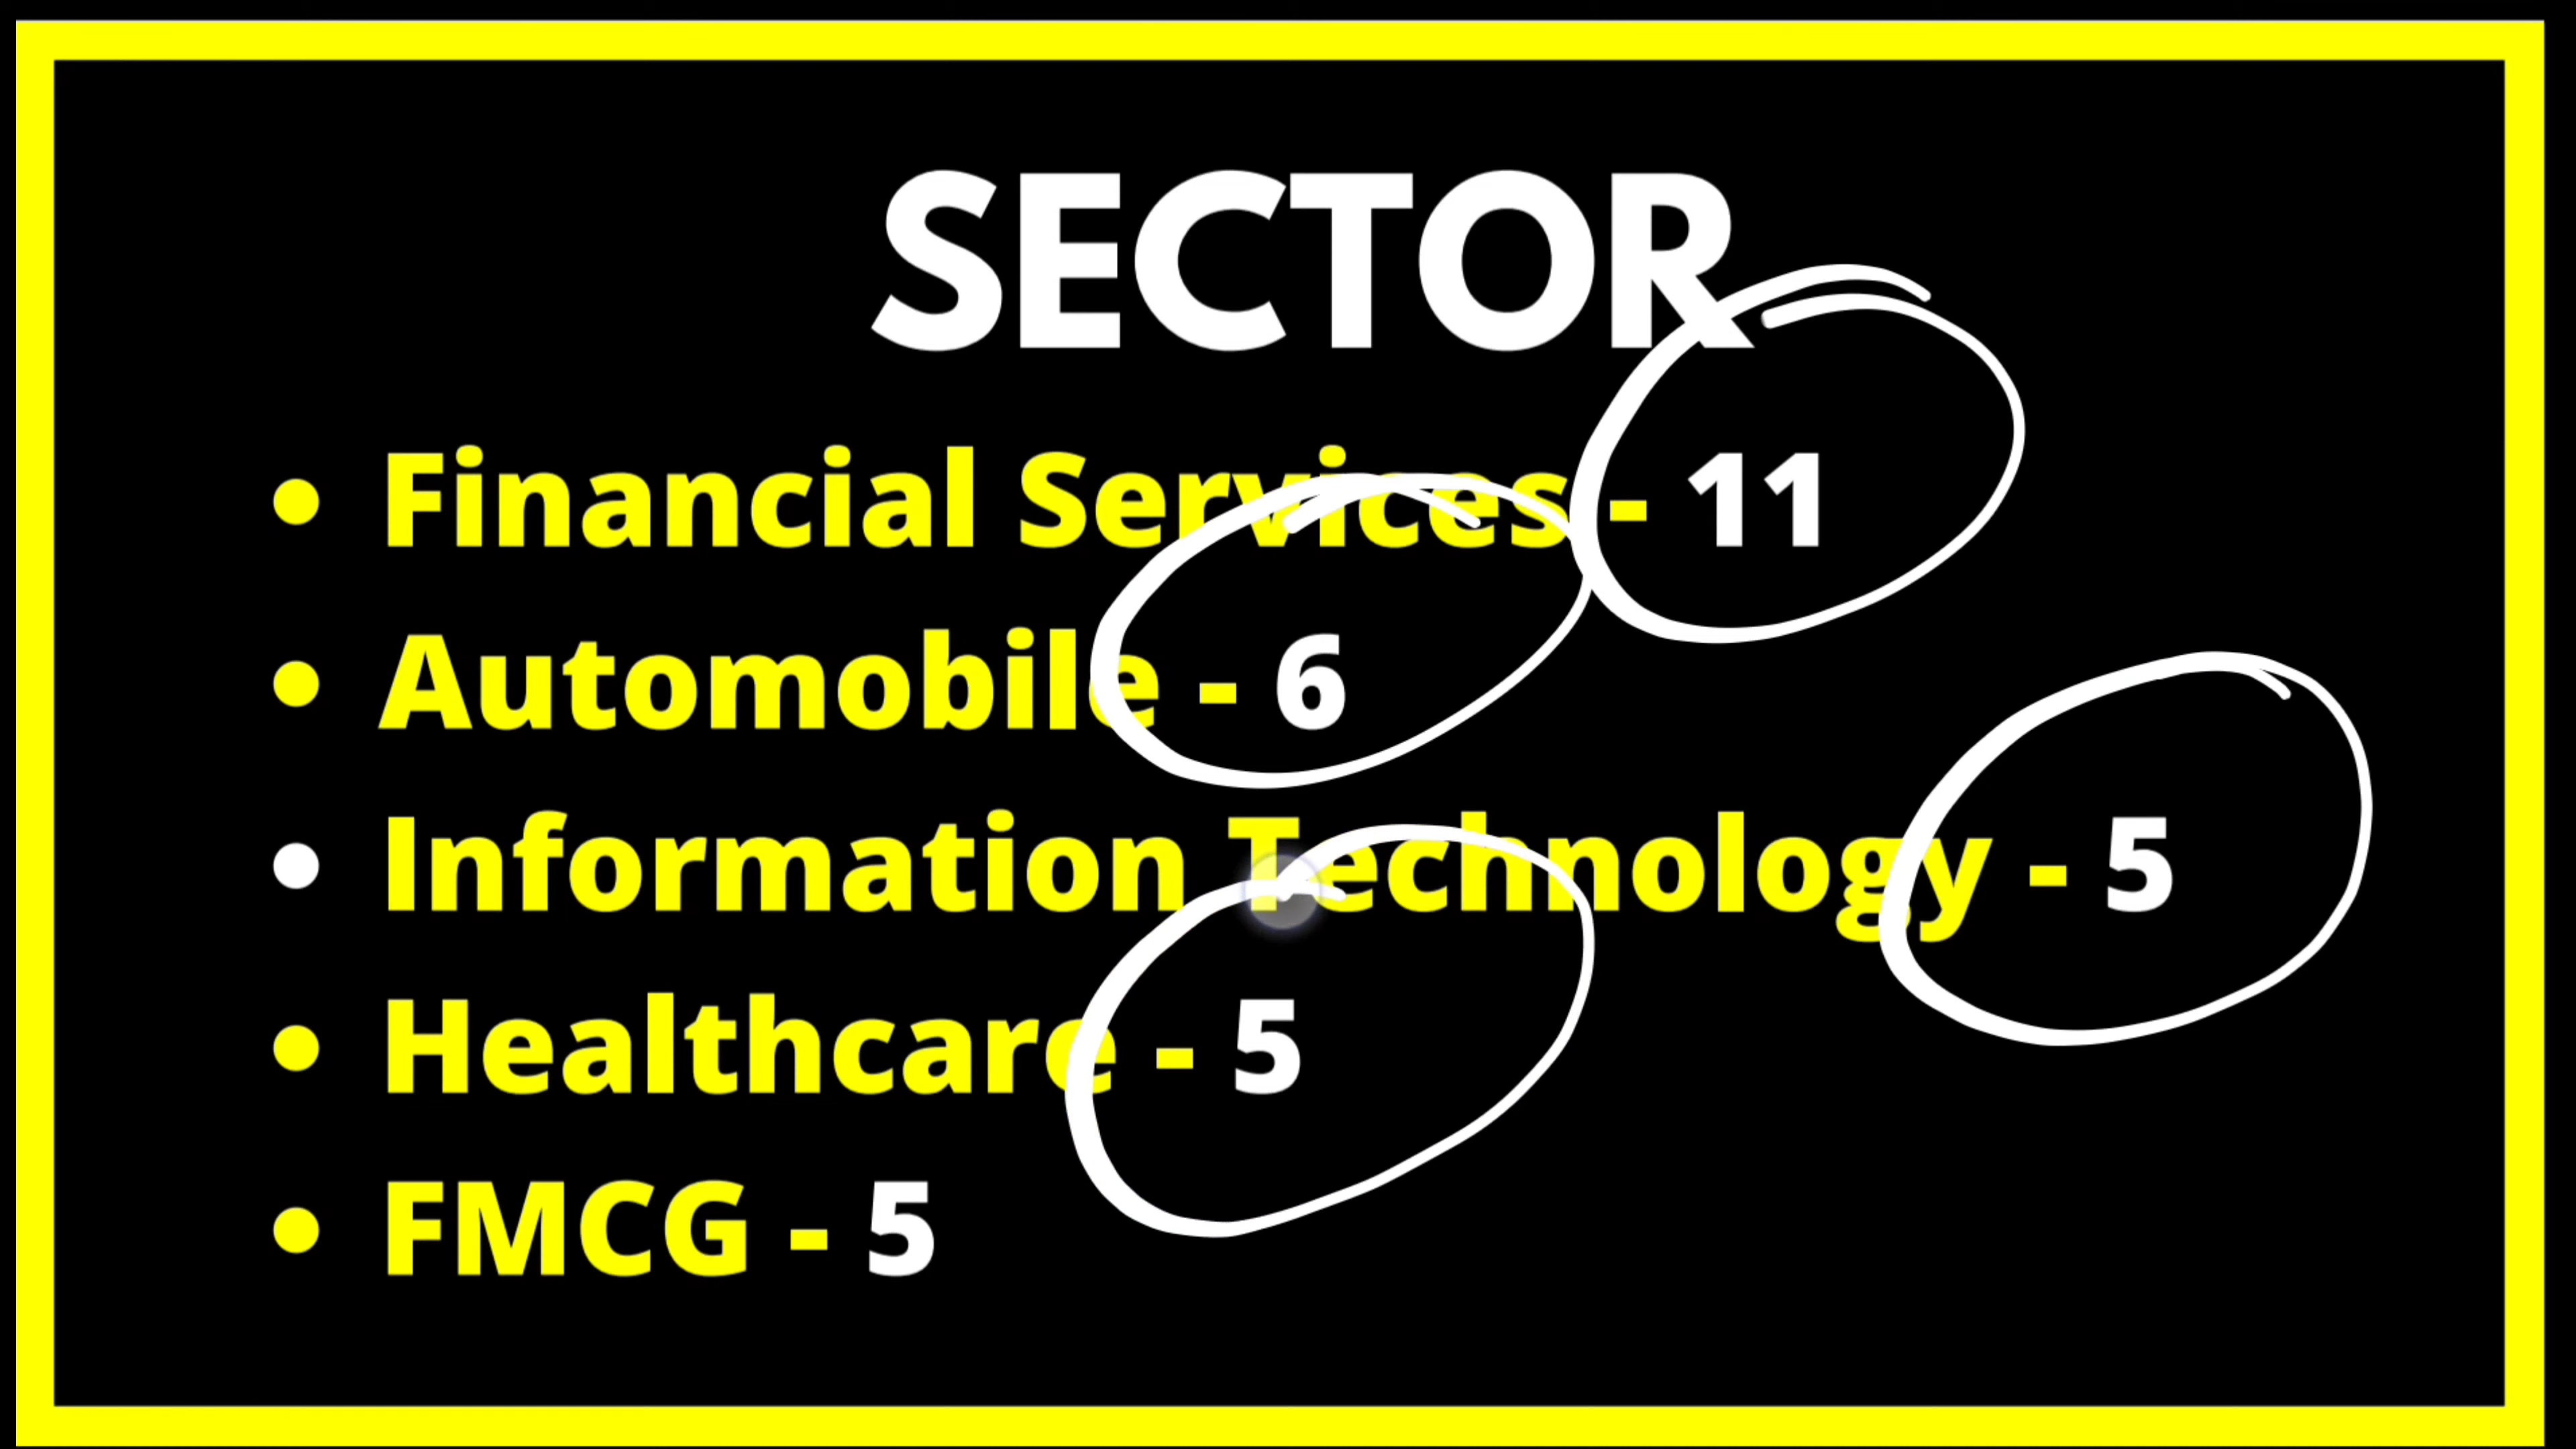 SECTOR
• Financial Services - 11
• Automobile - 6
• Information Technology - 5
• Healthcare - 5
• FMCG - 5